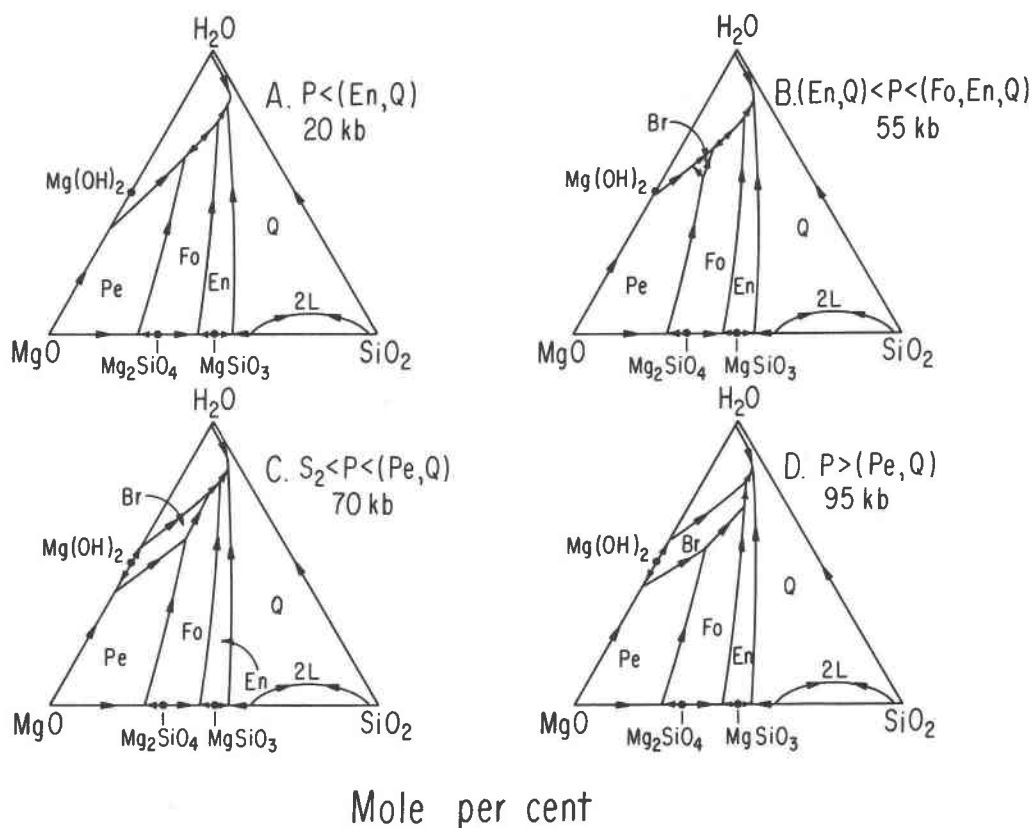 H₂O
A. P<(En,Q)
20 kb
Mg(OH)₂
Pe
Fo
En
Q
2L
MgO
Mg₂SiO₄
MgSiO₃
SiO₂
H₂O
B.(En,Q)<P<(Fo,En,Q)
55 kb
Br
Mg(OH)₂
Pe
Fo
En
Q
2L
MgO
Mg₂SiO₄
MgSiO₃
SiO₂
H₂O
C. S₂<P<(Pe,Q)
70 kb
Br
Mg(OH)₂
Pe
Fo
En
Q
2L
MgO
Mg₂SiO₄
MgSiO₃
SiO₂
H₂O
D. P>(Pe,Q)
95 kb
Mg(OH)₂
Br
Pe
Fo
En
Q
2L
MgO
Mg₂SiO₄
MgSiO₃
SiO₂
Mole per cent